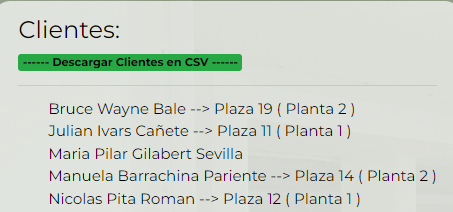 Clientes:
------ Descargar Clientes en CSV ------
Bruce Wayne Bale --> Plaza 19 ( Planta 2 )
Julian Ivars Cañete --> Plaza 11 ( Planta 1 )
Maria Pilar Gilabert Sevilla
Manuela Barrachina Pariente --> Plaza 14 ( Planta 2 )
Nicolas Pita Roman --> Plaza 12 ( Planta 1 )